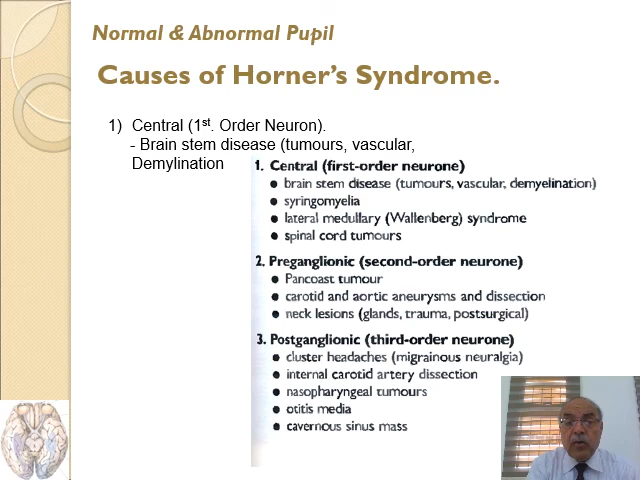 Normal & Abnormal Pupil
Causes of Horner's Syndrome.
1) Central (1st. Order Neuron).
- Brain stem disease (tumours, vascular,
Demylination
1. Central (first-order neurone)
● brain stem disease (tumours, vascular, demyelination)
● syringomyelia
● lateral medullary (Wallenberg) syndrome
● spinal cord tumours
2. Preganglionic (second-order neurone)
● Pancoast tumour
● carotid and aortic aneurysms and dissection
● neck lesions (glands, trauma, postsurgical)
3. Postganglionic (third-order neurone)
● cluster headaches (migrainous neuralgia)
● internal carotid artery dissection
● nasopharyngeal tumours
● otitis media
● cavernous sinus mass